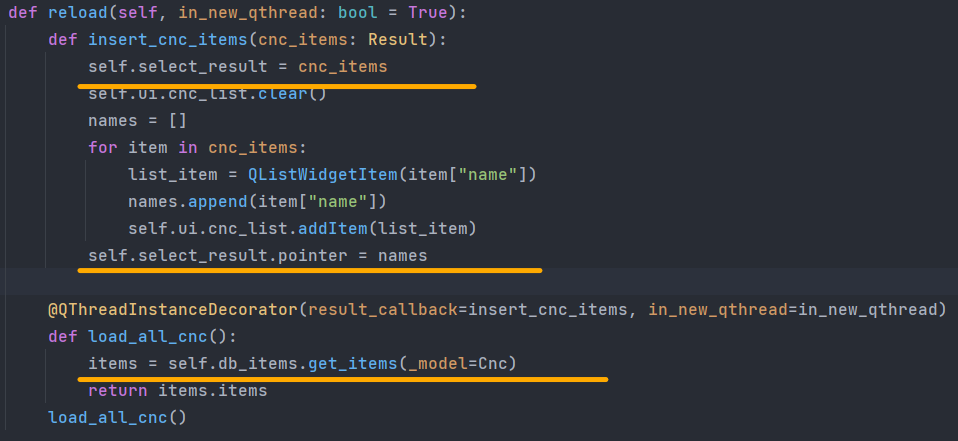 def reload(self, in_new_qthread: bool = True):
    def insert_cnc_items(cnc_items: Result):
        self.select_result = cnc_items
        self.ui.cnc_list.clear()
        names = []
        for item in cnc_items:
            list_item = QListWidgetItem(item["name"])
            names.append(item["name"])
            self.ui.cnc_list.addItem(list_item)
        self.select_result.pointer = names
    @QThreadInstanceDecorator(result_callback=insert_cnc_items, in_new_qthread=in_new_qthread)
    def load_all_cnc():
        items = self.db_items.get_items(_model=Cnc)
        return items.items
    load_all_cnc()